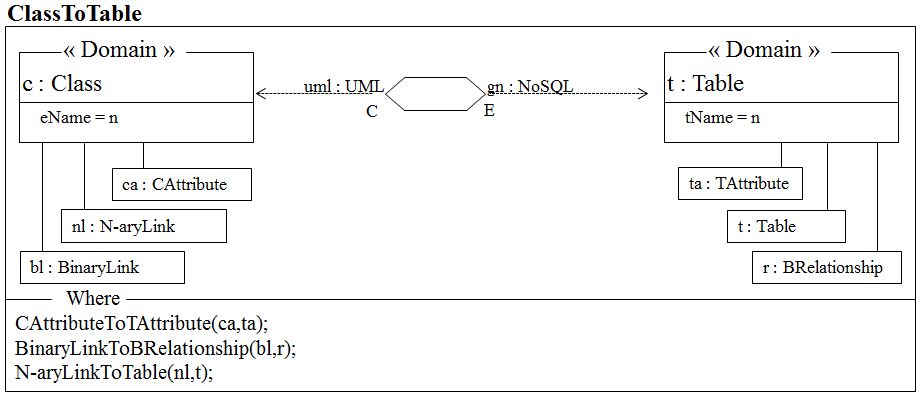 ClassToTable
« Domain »
c : Class
eName = n
ca : CAttribute
nl : N-aryLink
bl : BinaryLink
uml : UML
C
gn : NoSQL
E
« Domain »
t : Table
tName = n
ta : TAttribute
t : Table
r : BRelationship
Where
CAttributeToTAttribute(ca,ta);
BinaryLinkToBRelationship(bl,r);
N-aryLinkToTable(nl,t);